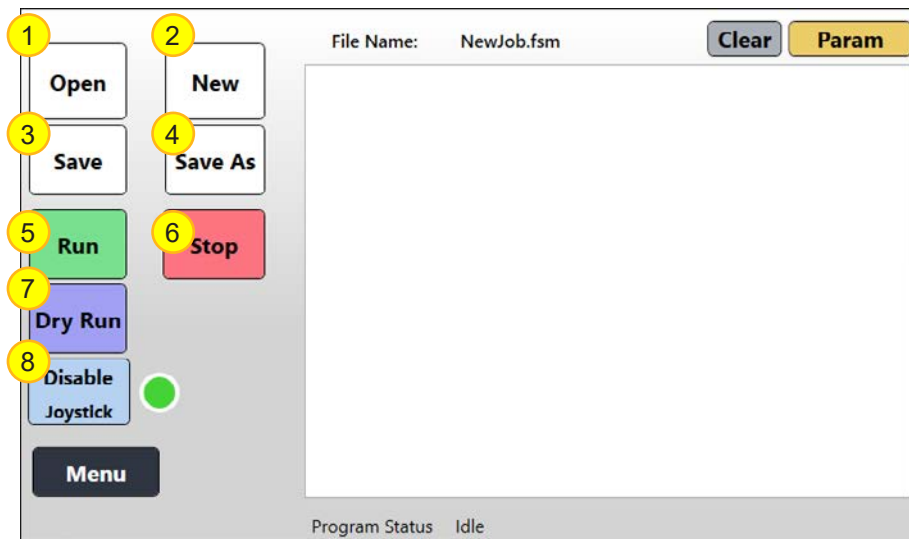 1
2
File Name: NewJob.fsm
Clear
Param
Open
New
3
4
Save
Save As
5
Run
6
Stop
7
Dry Run
8
Disable
Joystick
Menu
Program Status Idle